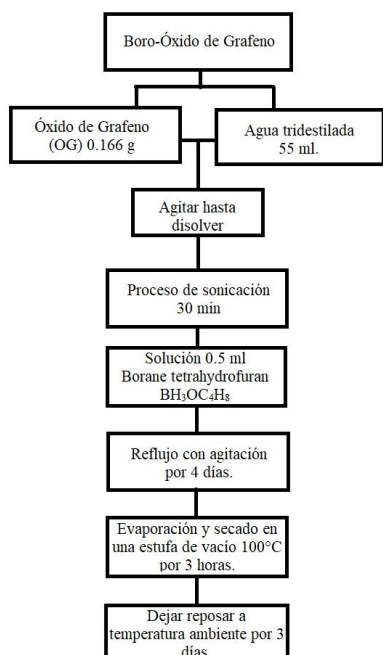 Boro-Óxido de Grafeno
Óxido de Grafeno
(OG) 0.166 g
Agua tridestilada
55 ml.
Agitar hasta
disolver
Proceso de sonicación
30 min
Solución 0.5 ml
Borane tetrahydrofuran
BH₃OC₄H₈
Reflujo con agitación
por 4 días.
Evaporación y secado en
una estufa de vacío 100°C
por 3 horas.
Dejar reposar a
temperatura ambiente por 3
días